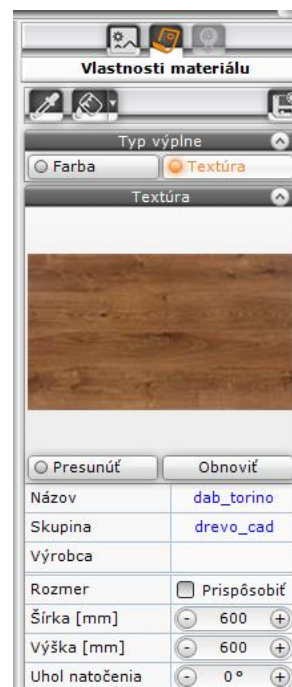 Vlastnosti materiálu
Typ výplne
Farba Textúra
Textúra
Presunúť Obnoviť
Názov dab_torino
Skupina drevo_cad
Výrobca
Rozmer Prispôsobiť
Šírka [mm] - 600 +
Výška [mm] - 600 +
Uhol natočenia - 0° +